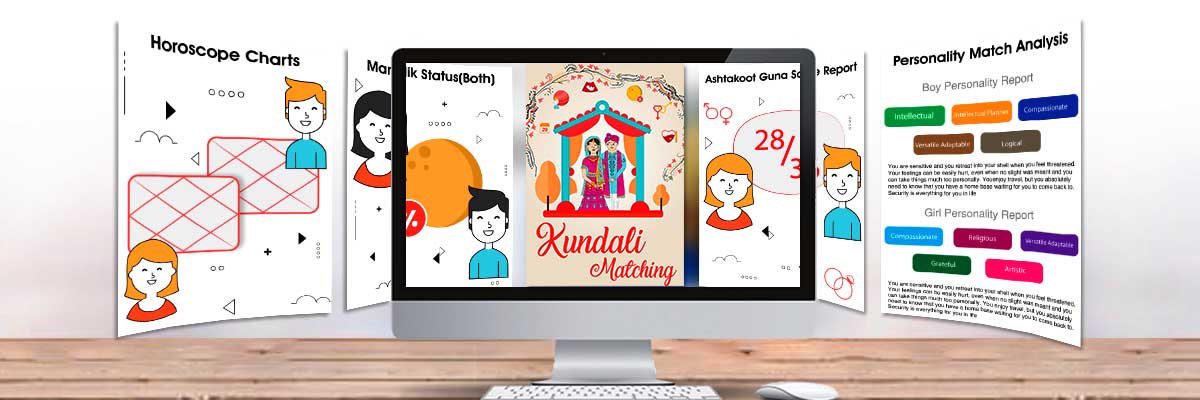 Horoscope Charts
Status(Both)
%
Kundali
Matching
Ashtakoot Guna Report
28/3
Personality Match Analysis
Boy Personality Report
Intellectual
Intellectual Planner
Compassionate
Versatile Adaptable
Logical
You are sensitive and you retreat into your shell when you feel threatened.
Your feelings can be easily hurt, even when no slight was meant and you
can take things much too personally. Youenjoy travel, but you absolutely
need to know that you have a home base waiting for you to come back to.
Security is everything for you in life
Girl Personality Report
Compassionate
Religious
Versatile Adaptable
Grateful
Artistic
You are sensitive and you retreat into your shell when you feel threatened.
Your feelings can be easily hurt, even when no slight was meant and you
can take things much too personally. You enjoy travel, but you absolutely
need to know that you have a home base waiting for you to come back to.
Security is everything for you in life